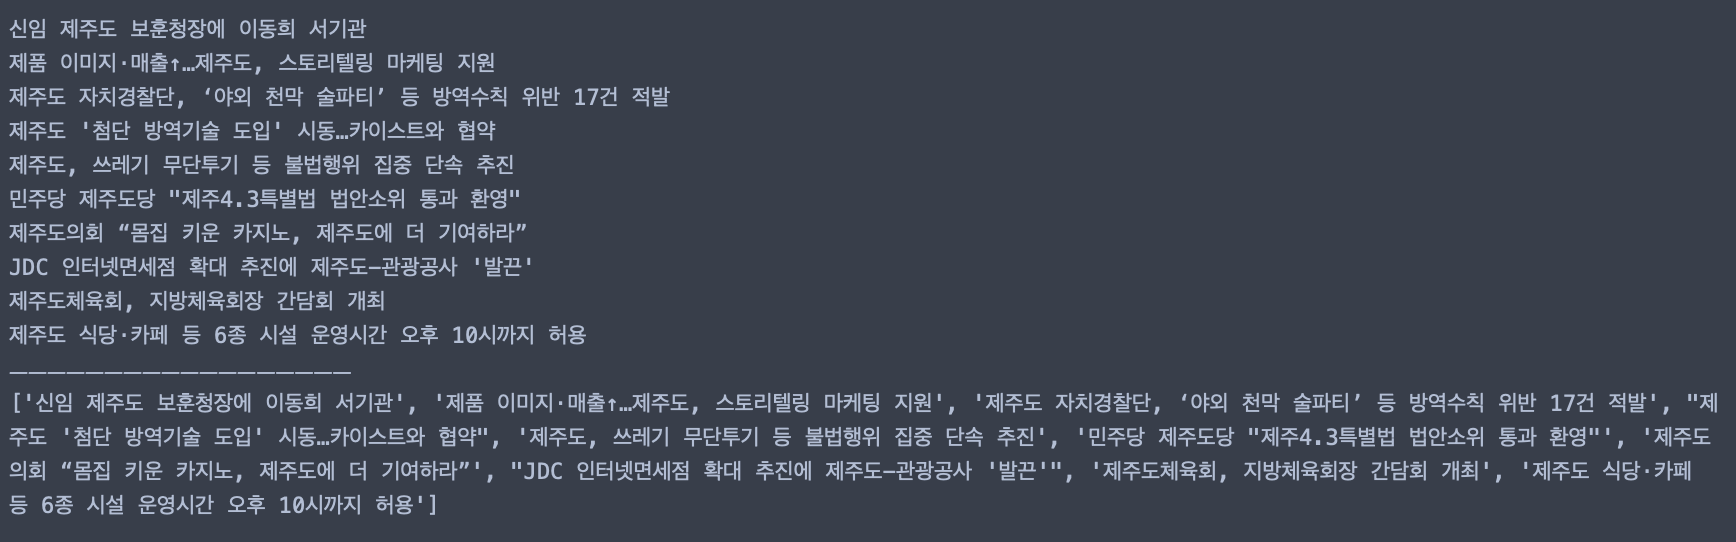 신임 제주도 보훈청장에 이동희 서기관
제품 이미지·매출↑…제주도, 스토리텔링 마케팅 지원
제주도 자치경찰단, ‘야외 천막 술파티’ 등 방역수칙 위반 17건 적발
제주도 '첨단 방역기술 도입' 시동…카이스트와 협약
제주도, 쓰레기 무단투기 등 불법행위 집중 단속 추진
민주당 제주도당 "제주4.3특별법 법안소위 통과 환영"
제주도의회 “몸집 키운 카지노, 제주도에 더 기여하라”
JDC 인터넷면세점 확대 추진에 제주도-관광공사 '발끈'
제주도체육회, 지방체육회장 간담회 개최
제주도 식당·카페 등 6종 시설 운영시간 오후 10시까지 허용
——————————————————
['신임 제주도 보훈청장에 이동희 서기관', '제품 이미지·매출↑…제주도, 스토리텔링 마케팅 지원', '제주도 자치경찰단, ‘야외 천막 술파티’ 등 방역수칙 위반 17건 적발', "제
주도 '첨단 방역기술 도입' 시동…카이스트와 협약", '제주도, 쓰레기 무단투기 등 불법행위 집중 단속 추진', '민주당 제주도당 "제주4.3특별법 법안소위 통과 환영"', '제주도
의회 “몸집 키운 카지노, 제주도에 더 기여하라”', "JDC 인터넷면세점 확대 추진에 제주도-관광공사 '발끈'", '제주도체육회, 지방체육회장 간담회 개최', '제주도 식당·카페
등 6종 시설 운영시간 오후 10시까지 허용']